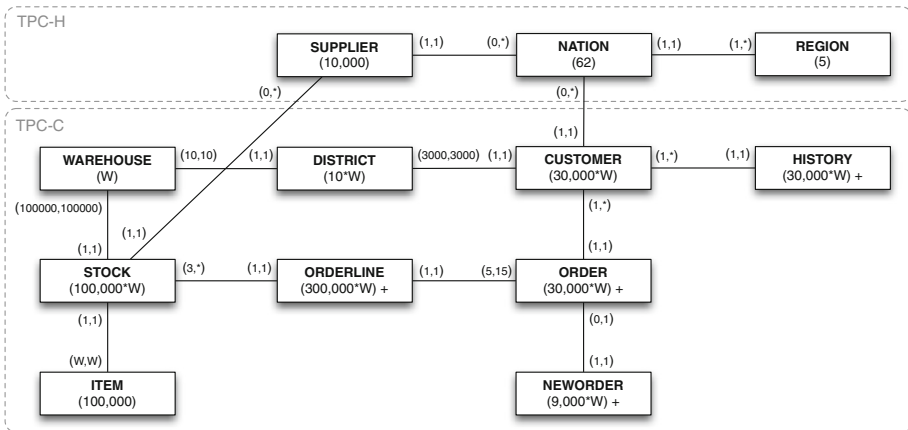 TPC-H
SUPPLIER
(10,000)
(1,1)
(0,*)
NATION
(62)
(1,1)
(1,*)
REGION
(5)
(0,*)
(0,*)
TPC-C
(1,1)
WAREHOUSE
(W)
(10,10)
(1,1)
DISTRICT
(10*W)
(3000,3000)
(1,1)
CUSTOMER
(30,000*W)
(1,*)
(1,1)
HISTORY
(30,000*W) +
(100000,100000)
(1,*)
(1,1)
(1,1)
(1,1)
STOCK
(100,000*W)
(3,*)
(1,1)
ORDERLINE
(300,000*W) +
(1,1)
(5,15)
ORDER
(30,000*W) +
(1,1)
(0,1)
(W,W)
(1,1)
ITEM
(100,000)
NEWORDER
(9,000*W) +